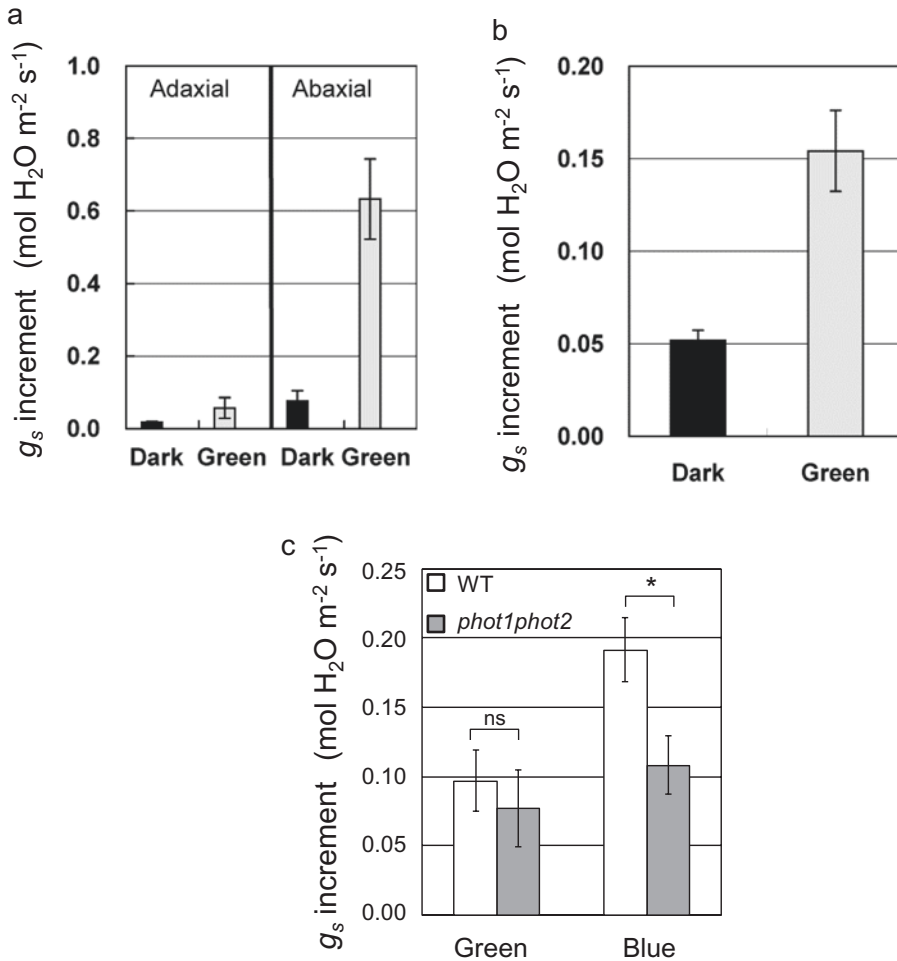 a
g_s increment (mol H₂O m⁻² s⁻¹)
1.0
0.8
0.6
0.4
0.2
0.0
Adaxial
Abaxial
Dark Green Dark Green
b
g_s increment (mol H₂O m⁻² s⁻¹)
0.20
0.15
0.10
0.05
0.00
Dark Green
c
g_s increment (mol H₂O m⁻² s⁻¹)
0.25
0.20
0.15
0.10
0.05
0.00
WT
phot1phot2
ns
*
Green Blue